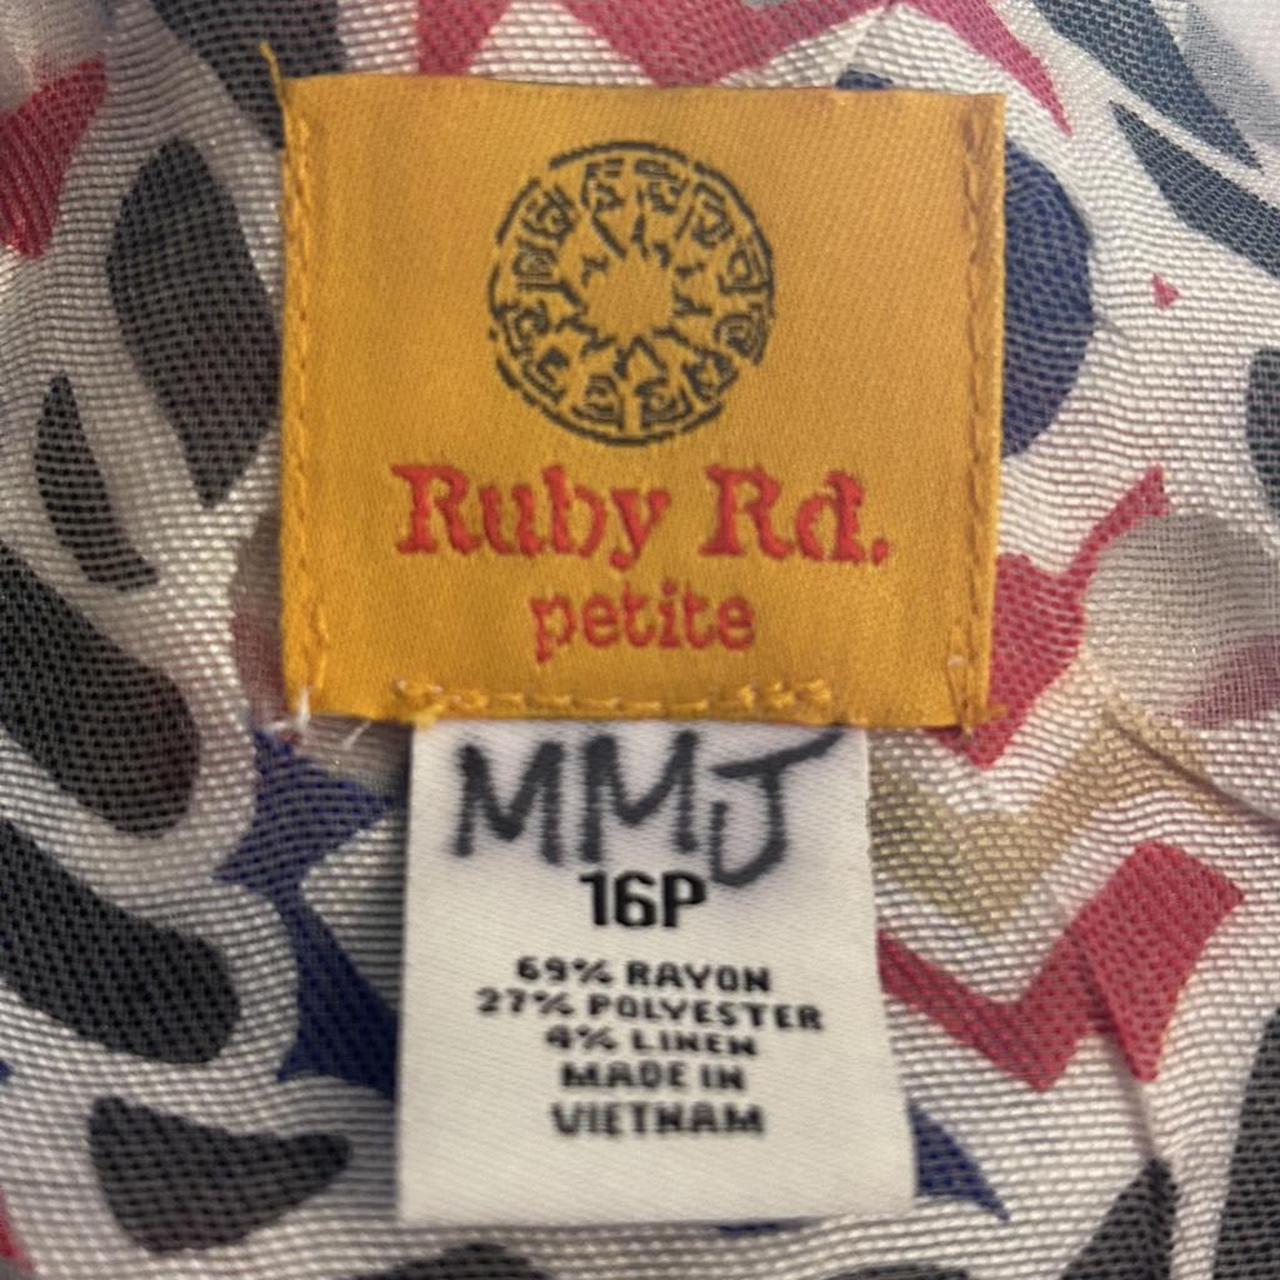 Ruby Rd.
petite
MMJ
16P
69% RAYON
27% POLYESTER
4% LINEN
MADE IN
VIETNAM